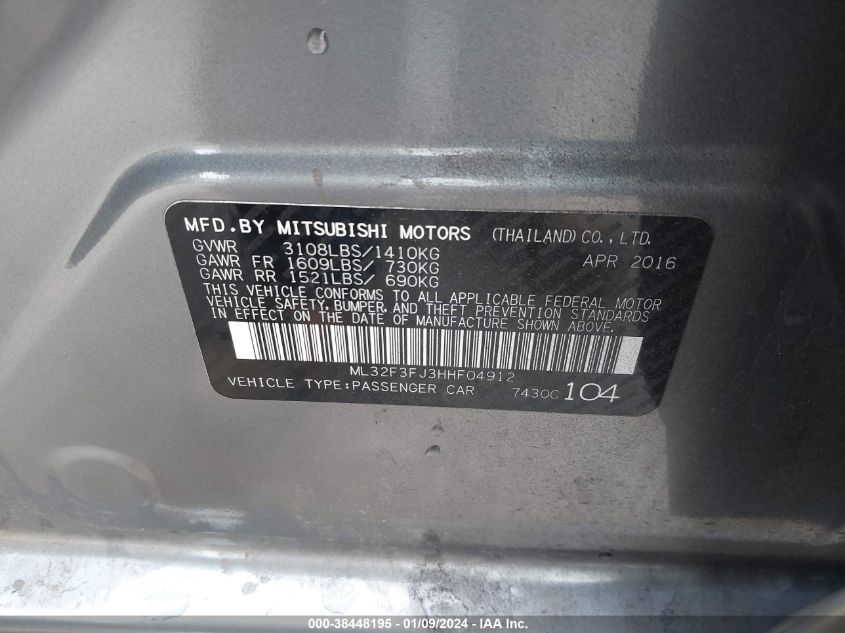 MFD.BY MITSUBISHI MOTORS (THAILAND) CO., LTD.
GVWR 3108LBS/1410KG APR 2016
GAWR FR 1609LBS/ 730KG
GAWR RR 1521LBS/ 690KG
THIS VEHICLE CONFORMS TO ALL APPLICABLE FEDERAL MOTOR
VEHICLE SAFETY, BUMPER, AND THEFT PREVENTION STANDARDS
IN EFFECT ON THE DATE OF MANUFACTURE SHOWN ABOVE.
ML32F3FJ3HHF04912
VEHICLE TYPE:PASSENGER CAR 7430C 104
000-38448195 - 01/09/2024 - © IAA Holdings, LLC.